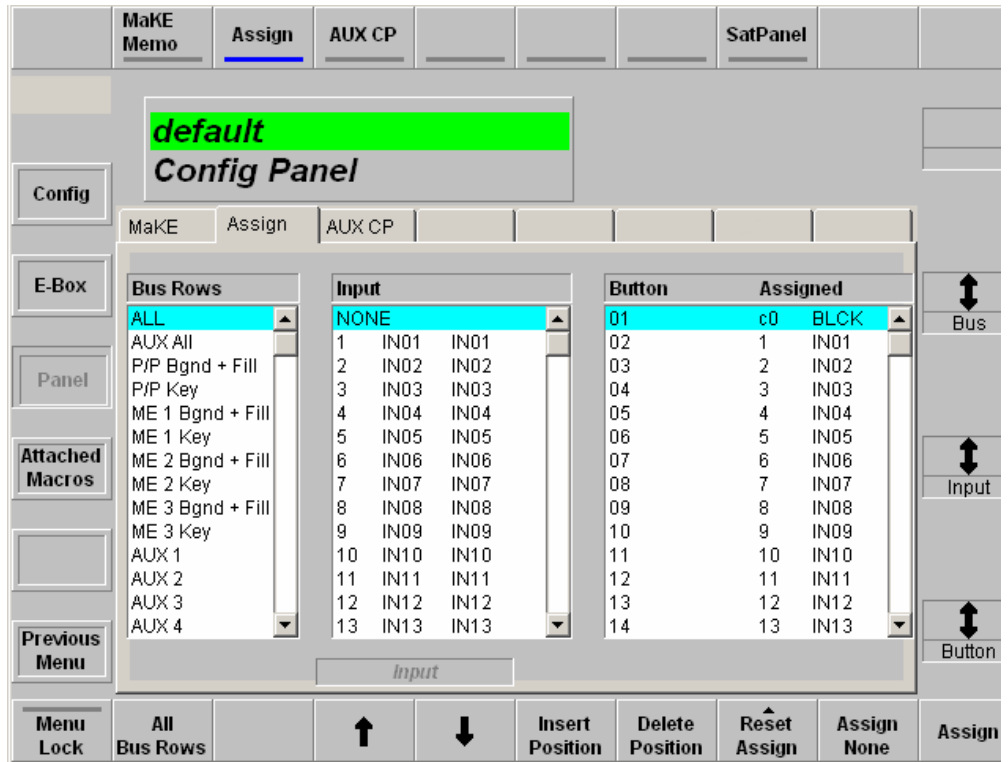 MaKE Memo
Assign
AUX CP
SatPanel
default
Config Panel
Config
E-Box
Panel
Attached Macros
Previous Menu
MaKE
Assign
AUX CP
Bus Rows
ALL
AUX All
P/P Bgnd + Fill
P/P Key
ME 1 Bgnd + Fill
ME 1 Key
ME 2 Bgnd + Fill
ME 2 Key
ME 3 Bgnd + Fill
ME 3 Key
AUX 1
AUX 2
AUX 3
AUX 4
Input
NONE
1 IN01 IN01
2 IN02 IN02
3 IN03 IN03
4 IN04 IN04
5 IN05 IN05
6 IN06 IN06
7 IN07 IN07
8 IN08 IN08
9 IN09 IN09
10 IN10 IN10
11 IN11 IN11
12 IN12 IN12
13 IN13 IN13
Input
Button Assigned
01 c0 BLCK
02 1 IN01
03 2 IN02
04 3 IN03
05 4 IN04
06 5 IN05
07 6 IN06
08 7 IN07
09 8 IN08
10 9 IN09
11 10 IN10
12 11 IN11
13 12 IN12
14 13 IN13
Bus
Input
Button
Menu Lock
All Bus Rows
Insert Position
Delete Position
Reset Assign
Assign None
Assign